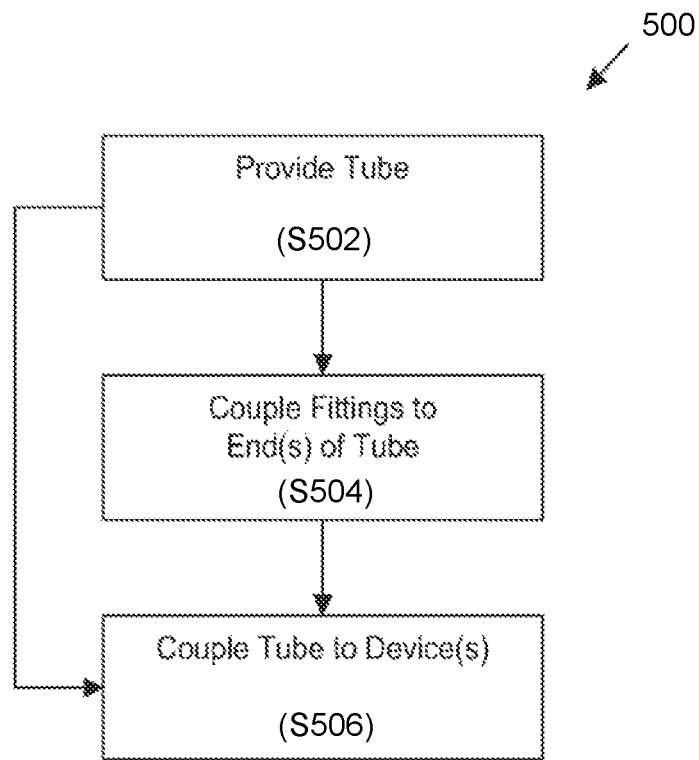 500
Provide Tube
(S502)
Couple Fittings to
End(s) of Tube
(S504)
Couple Tube to Device(s)
(S506)